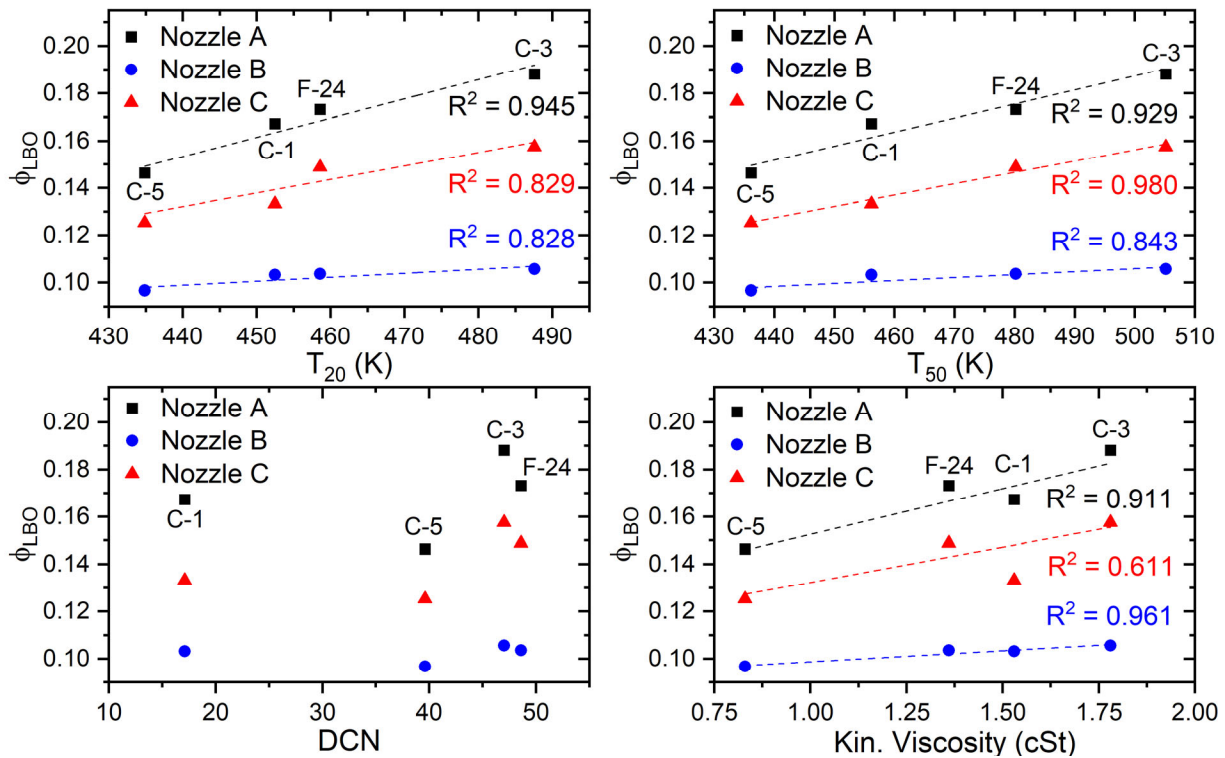 Nozzle A
Nozzle B
Nozzle C
C-3
F-24
C-1
C-5
R² = 0.945
R² = 0.829
R² = 0.828
0.20
0.18
0.16
0.14
0.12
0.10
ϕLBO
430 440 450 460 470 480 490
T₂₀ (K)
Nozzle A
Nozzle B
Nozzle C
C-3
F-24
C-1
C-5
R² = 0.929
R² = 0.980
R² = 0.843
0.20
0.18
0.16
0.14
0.12
0.10
ϕLBO
430 440 450 460 470 480 490 500 510
T₅₀ (K)
Nozzle A
Nozzle B
Nozzle C
C-3
F-24
C-1
C-5
0.20
0.18
0.16
0.14
0.12
0.10
ϕLBO
10 20 30 40 50
DCN
Nozzle A
Nozzle B
Nozzle C
C-3
F-24
C-1
C-5
R² = 0.911
R² = 0.611
R² = 0.961
0.20
0.18
0.16
0.14
0.12
0.10
ϕLBO
0.75 1.00 1.25 1.50 1.75 2.00
Kin. Viscosity (cSt)